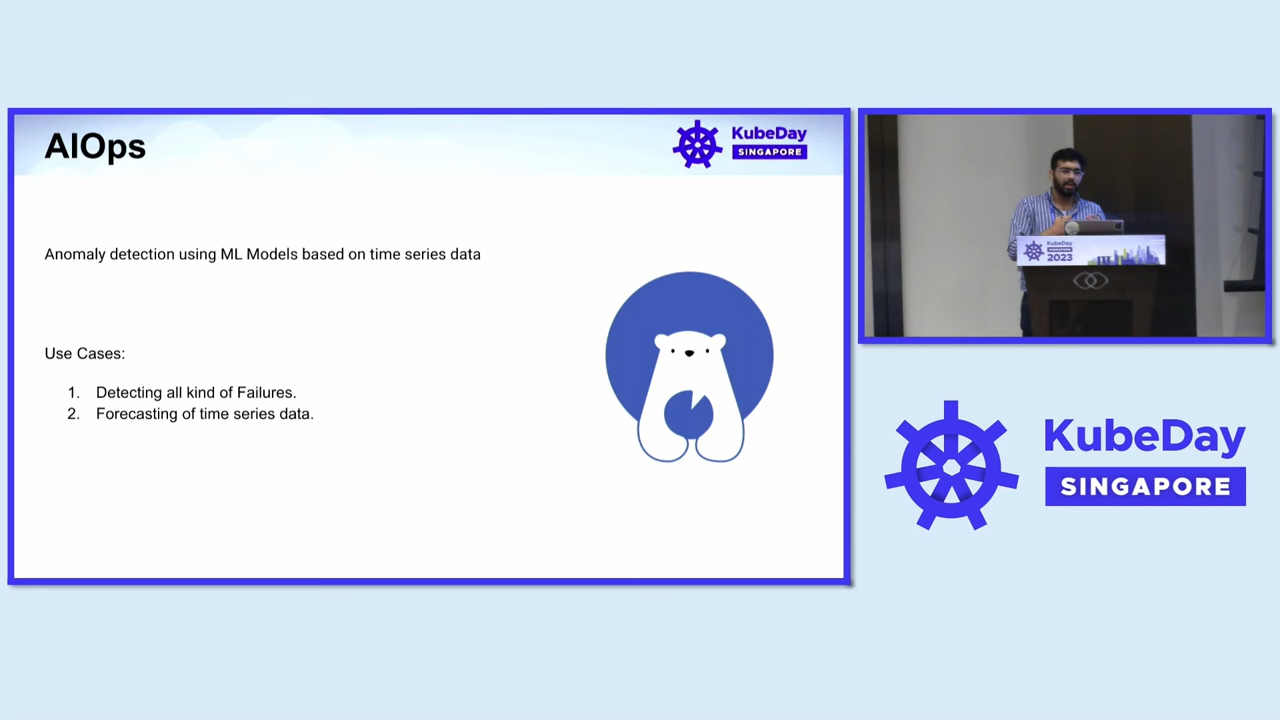 AIOps
KubeDay
SINGAPORE
Anomaly detection using ML Models based on time series data
Use Cases:
1. Detecting all kind of Failures.
2. Forecasting of time series data.
KubeDay
SINGAPORE
2023
KubeDay
SINGAPORE